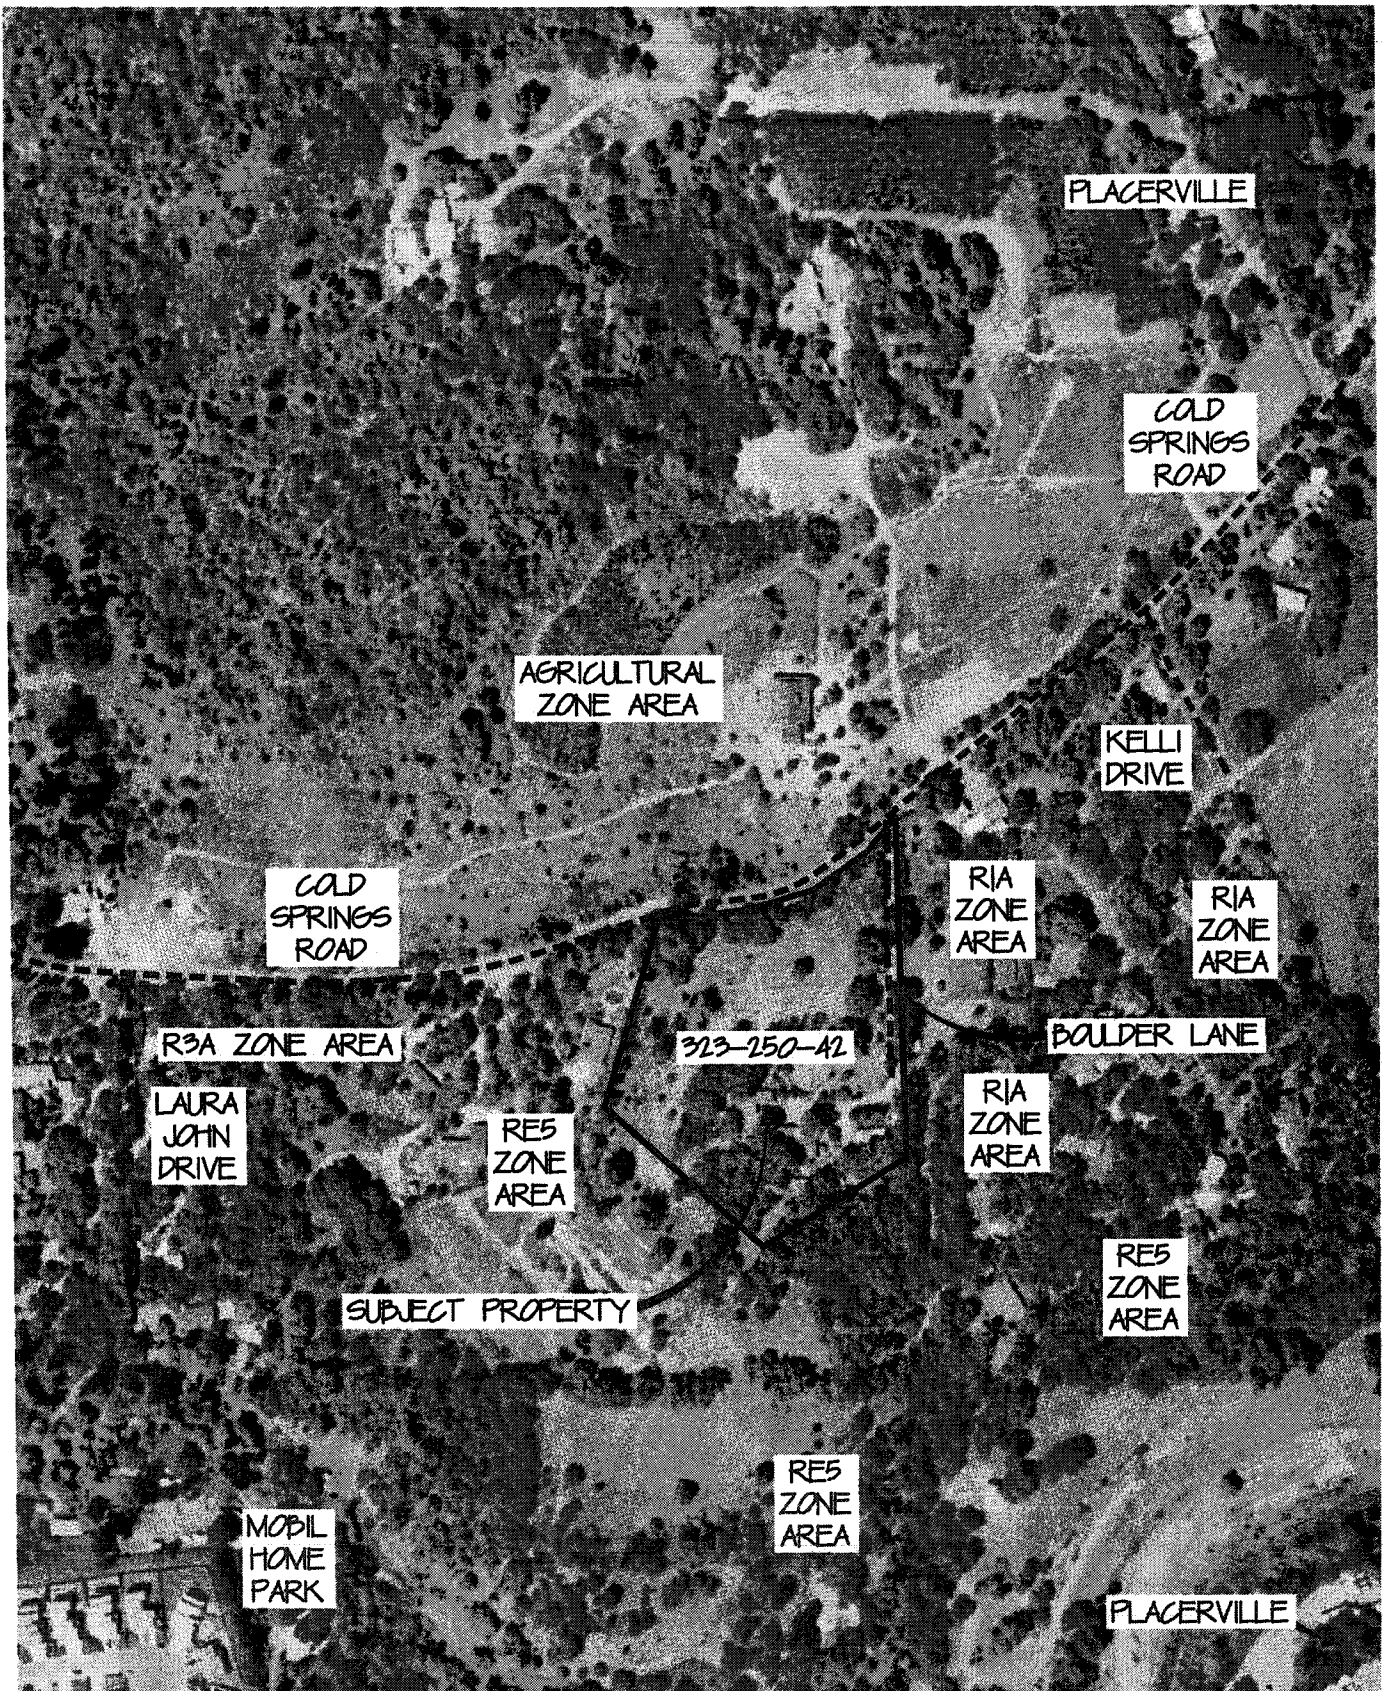 PLACERVILLE
COLD
SPRINGS
ROAD
AGRICULTURAL
ZONE AREA
KELLI
DRIVE
COLD
SPRINGS
ROAD
R1A
ZONE
AREA
R1A
ZONE
AREA
R3A ZONE AREA
323-250-42
BOULDER LANE
LAURA
JOHN
DRIVE
RE5
ZONE
AREA
R1A
ZONE
AREA
RE5
ZONE
AREA
SUBJECT PROPERTY
RE5
ZONE
AREA
MOBIL
HOME
PARK
PLACERVILLE